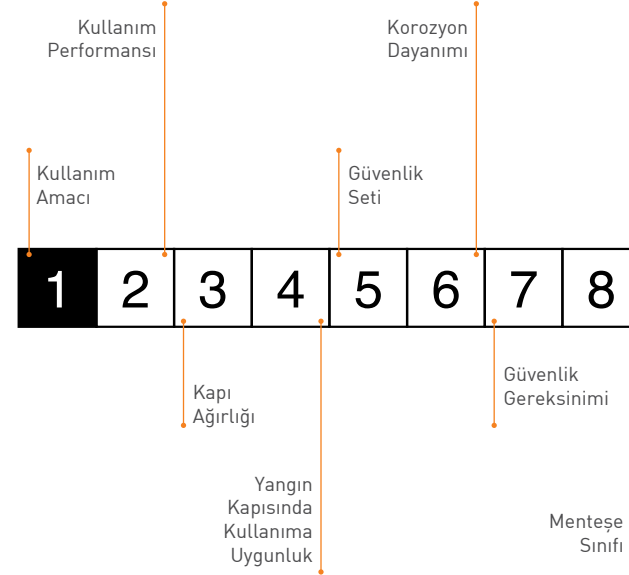 Kullanım
Performansı
Korozyon
Dayanımı
Kullanım
Amacı
Güvenlik
Seti
1 2 3 4 5 6 7 8
Kapı
Ağırlığı
Güvenlik
Gereksinimi
Yangın
Kapısında
Kullanıma
Uygunluk
Menteşe
Sınıfı